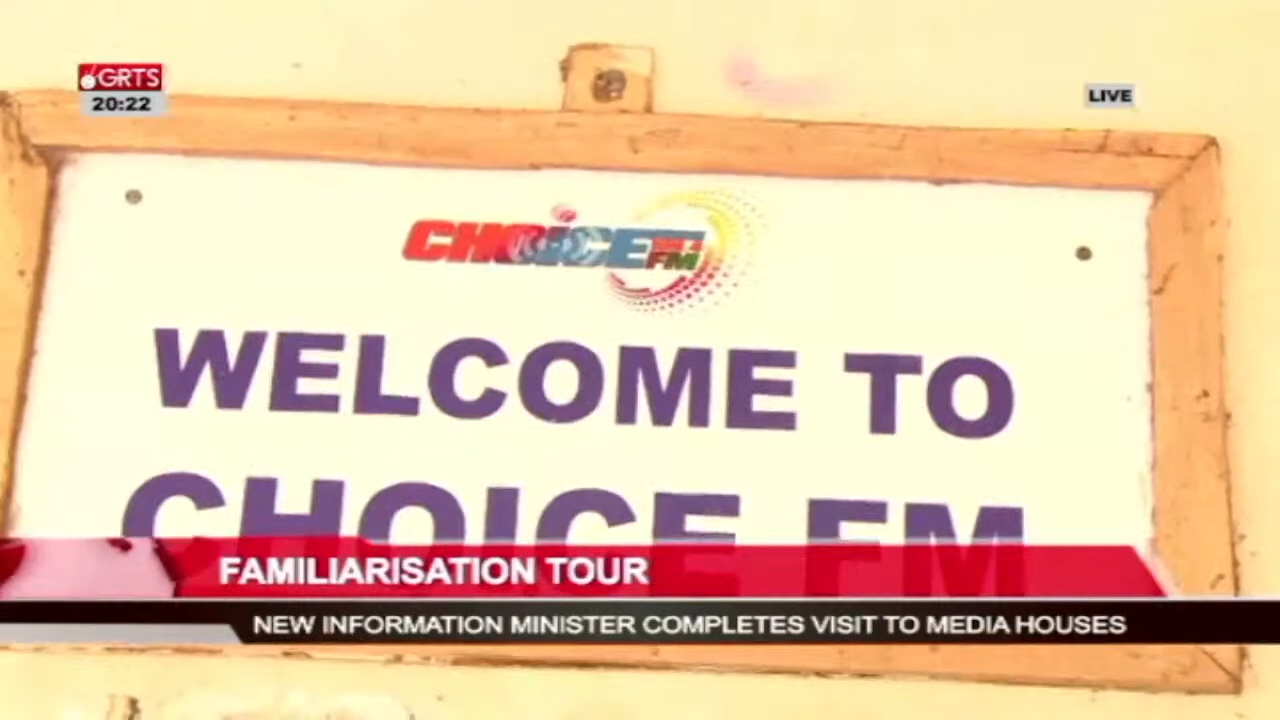 GRTS
20:22
LIVE
CHOICE
FM
WELCOME TO
CHOICE FM
FAMILIARISATION TOUR
NEW INFORMATION MINISTER COMPLETES VISIT TO MEDIA HOUSES